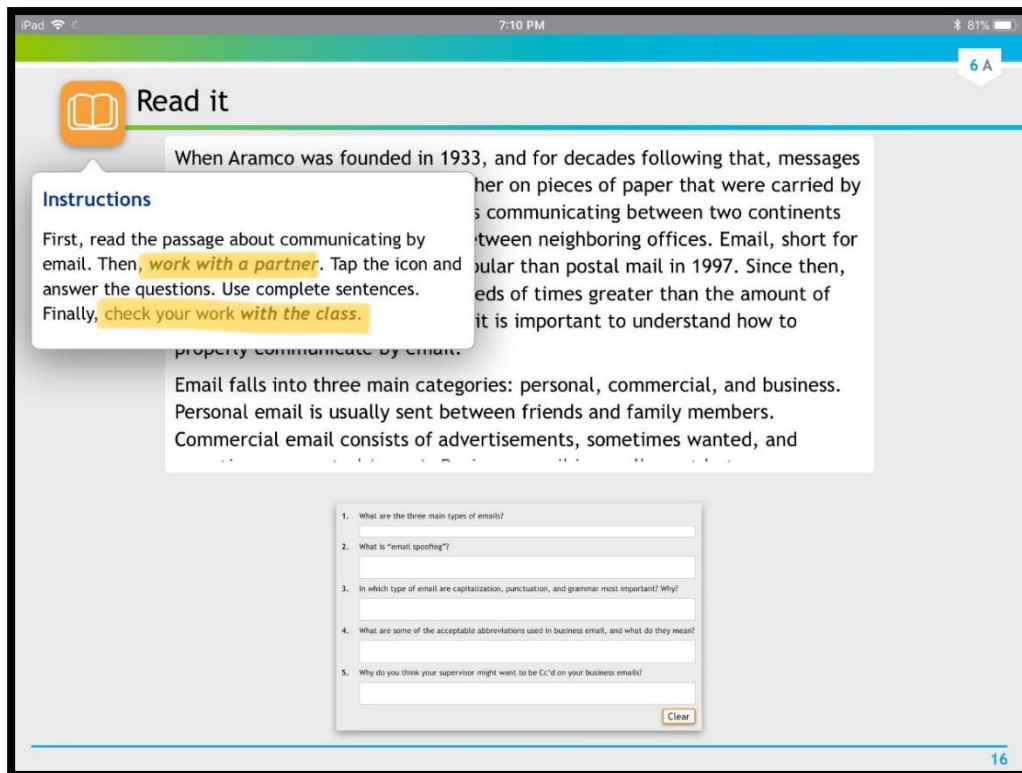 iPad
7:10 PM
81%
6 A
Read it
When Aramco was founded in 1933, and for decades following that, messages
her on pieces of paper that were carried by
communicating between two continents
tween neighboring offices. Email, short for
ular than postal mail in 1997. Since then,
eds of times greater than the amount of
it is important to understand how to
properly communicate by email.
Instructions
First, read the passage about communicating by
email. Then, work with a partner. Tap the icon and
answer the questions. Use complete sentences.
Finally, check your work with the class.
Email falls into three main categories: personal, commercial, and business.
Personal email is usually sent between friends and family members.
Commercial email consists of advertisements, sometimes wanted, and
1. What are the three main types of emails?
2. What is "email spoofing"?
3. In which type of email are capitalization, punctuation, and grammar most important? Why?
4. What are some of the acceptable abbreviations used in business email, and what do they mean?
5. Why do you think your supervisor might want to be Cc'd on your business emails?
Clear
16